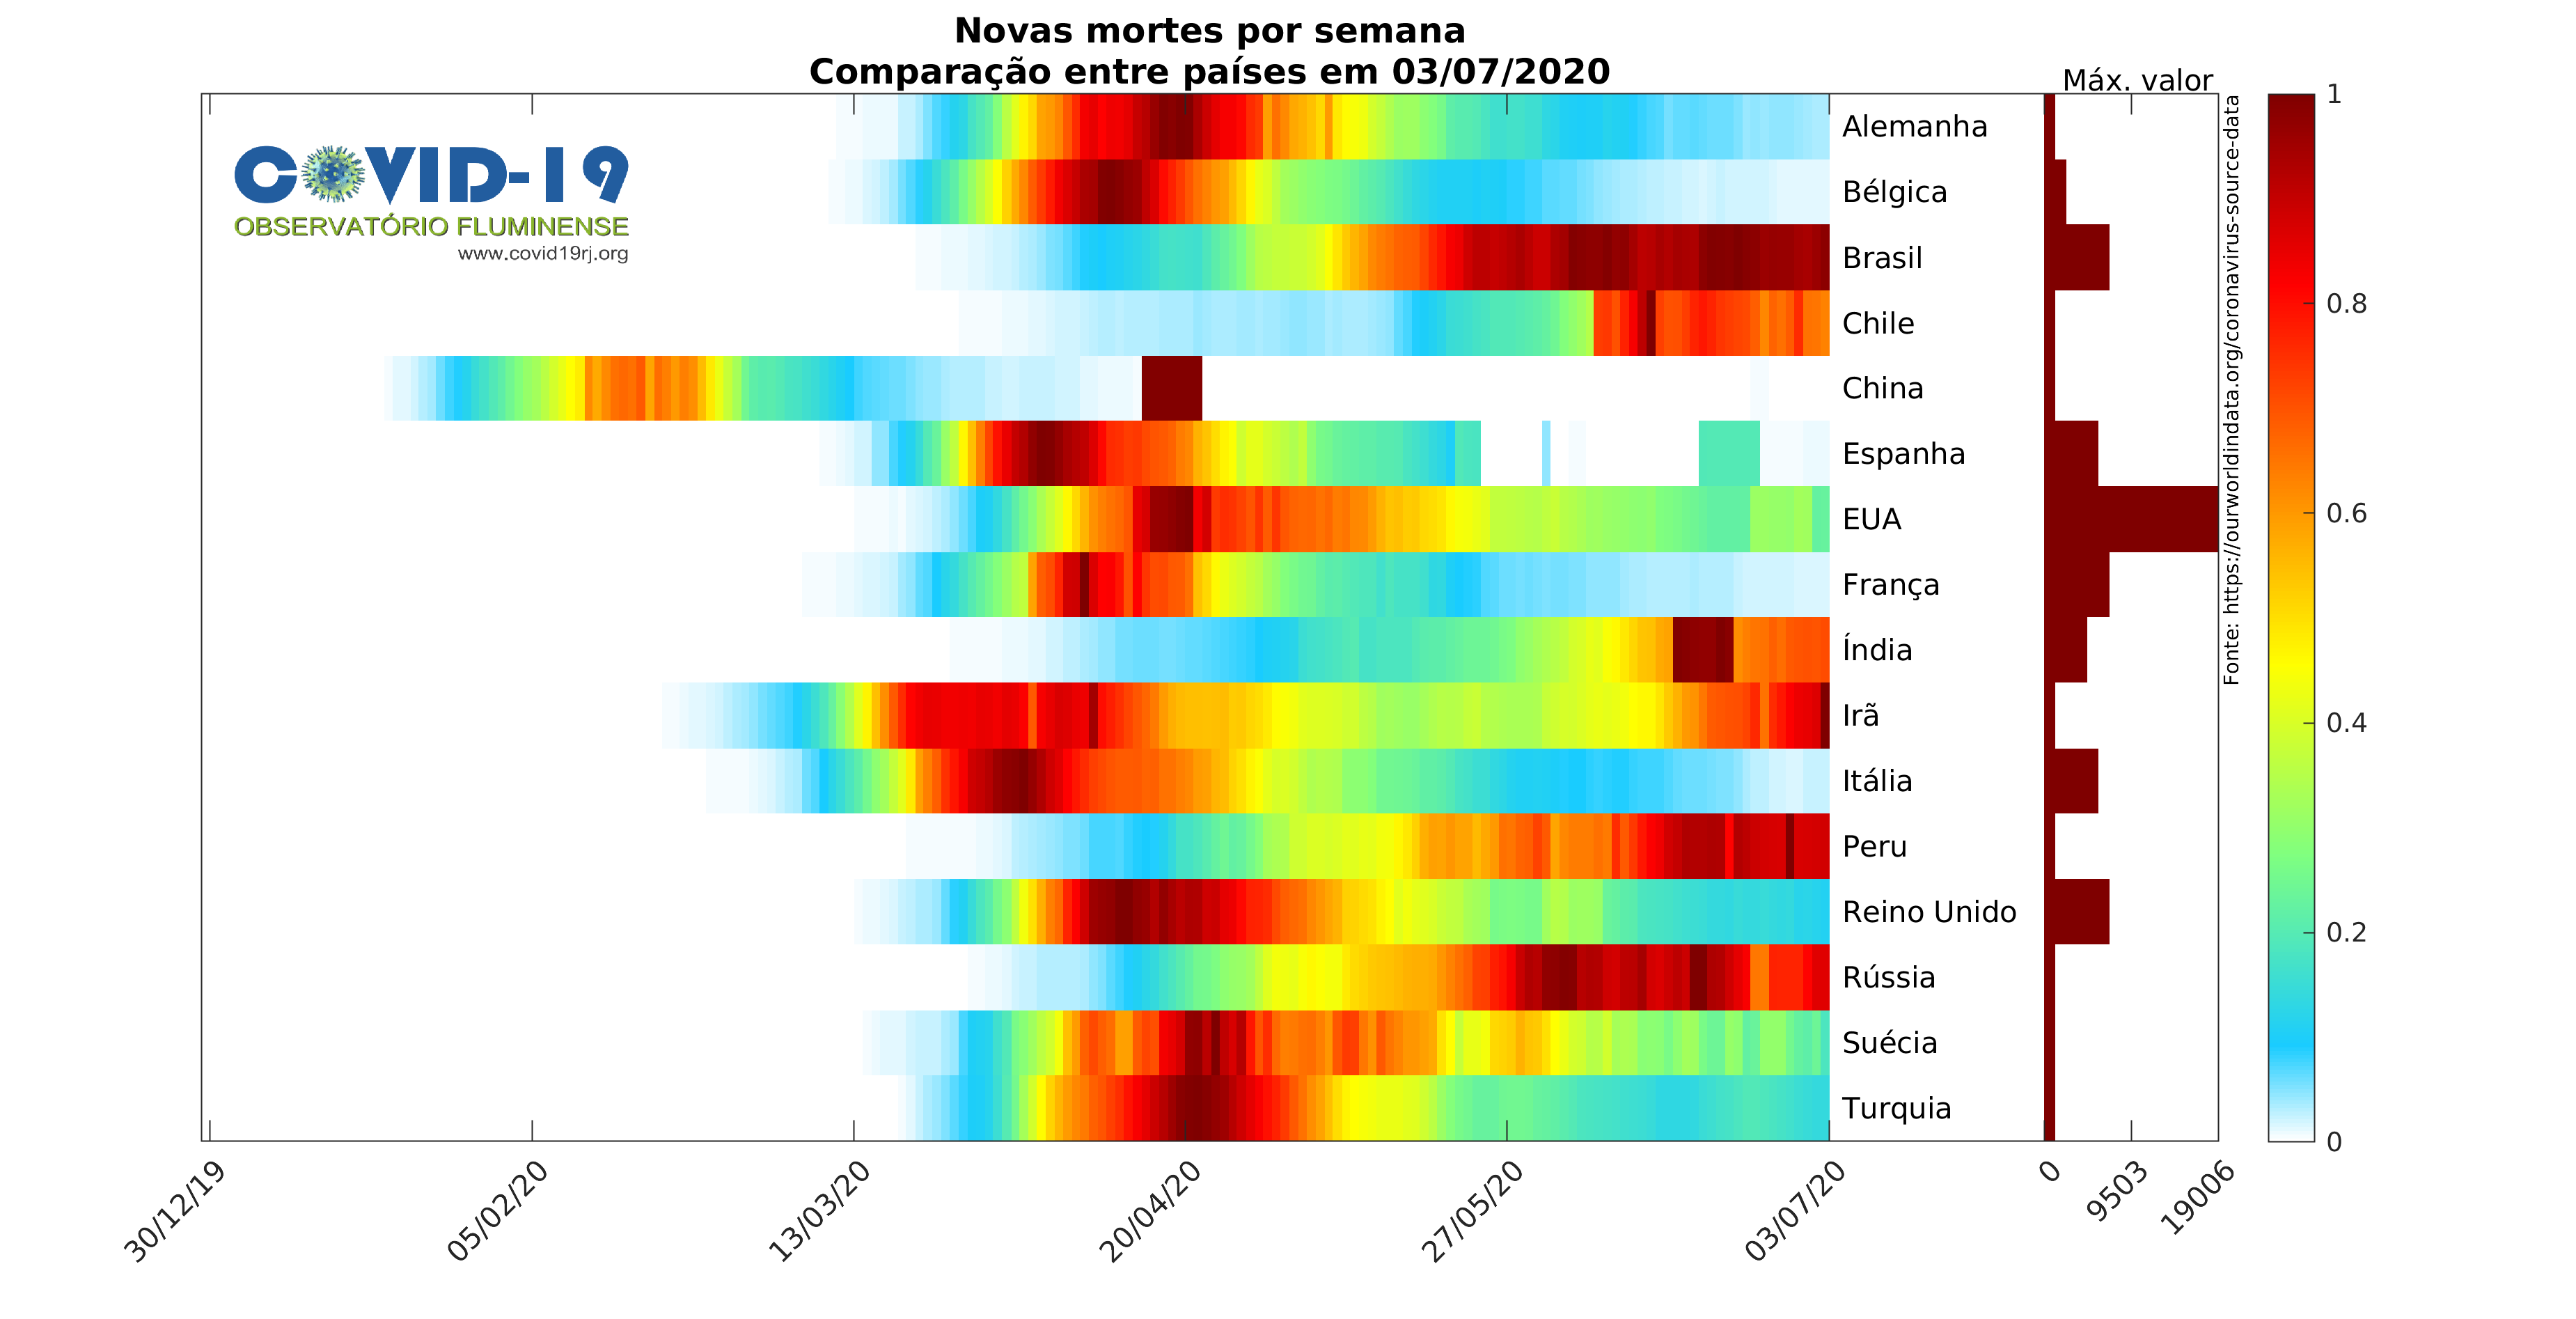 Novas mortes por semana
Comparação entre países em 03/07/2020
Máx. valor
COVID-19
OBSERVATÓRIO FLUMINENSE
www.covid19rj.org
Alemanha
Bélgica
Brasil
Chile
China
Espanha
EUA
França
Índia
Irã
Itália
Peru
Reino Unido
Rússia
Suécia
Turquia
Fonte: https://ourworldindata.org/coronavirus-source-data
1
0.8
0.6
0.4
0.2
0
30/12/19
05/02/20
13/03/20
20/04/20
27/05/20
03/07/20
0
9503
19006